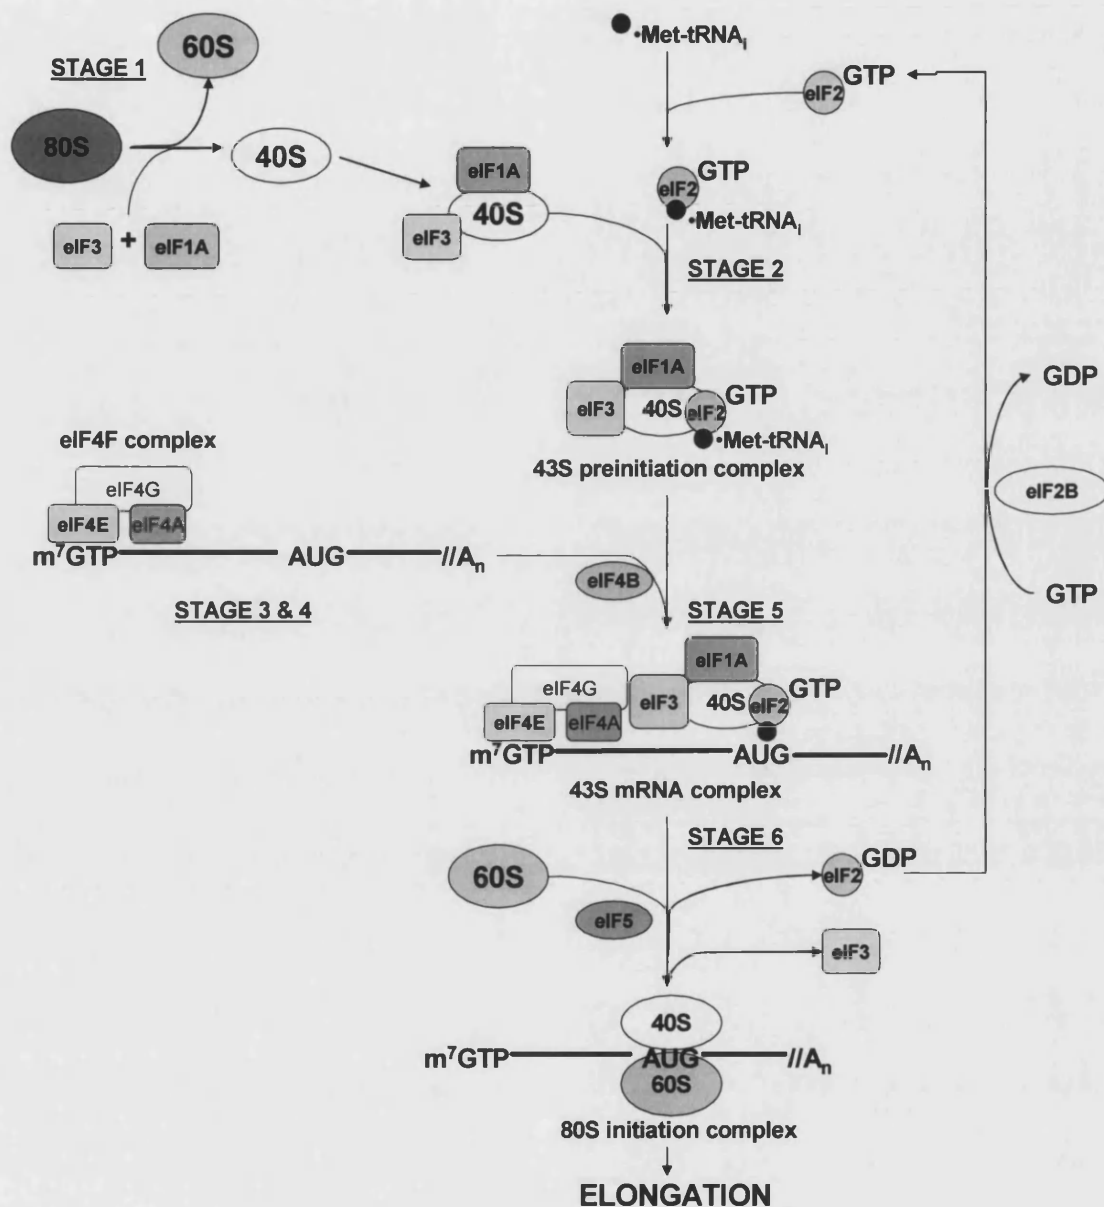 STAGE 1
60S
80S
40S
eIF3 + eIF1A
eIF1A
40S
eIF3
•Met-tRNAi
eIF2 GTP
eIF2 GTP
•Met-tRNAi
STAGE 2
eIF1A
eIF3 40S eIF2 GTP
•Met-tRNAi
43S preinitiation complex
GDP
eIF2B
GTP
eIF4F complex
eIF4G
eIF4E eIF4A
m⁷GTP AUG //An
STAGE 3 & 4
eIF4B
STAGE 5
eIF1A
eIF4G eIF3 40S eIF2 GTP
eIF4E eIF4A
m⁷GTP AUG //An
43S mRNA complex
STAGE 6
60S
eIF5
eIF2 GDP
eIF3
40S
m⁷GTP AUG //An
60S
80S initiation complex
ELONGATION